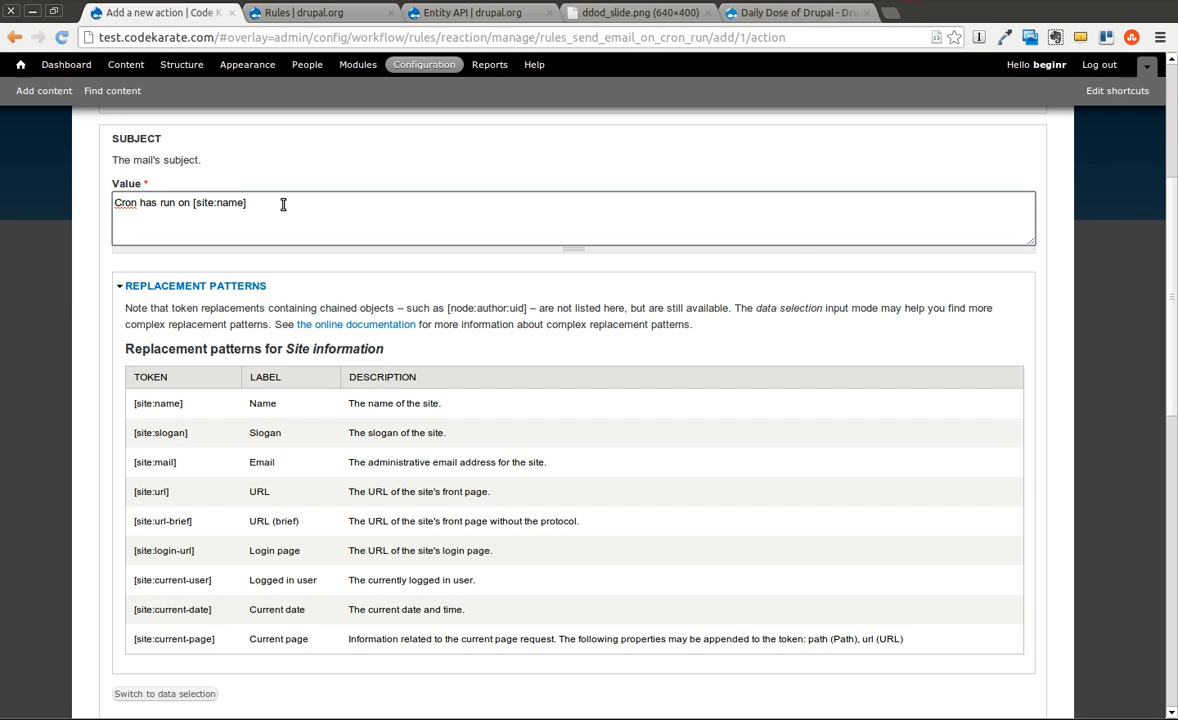 Add a new action | Code K
Rules | drupal.org
Entity API | drupal.org
ddod_slide.png (640×400)
Daily Dose of Drupal - Dru
test.codekarate.com/#overlay=admin/config/workflow/rules/reaction/manage/rules_send_email_on_cron_run/add/1/action
Dashboard Content Structure Appearance People Modules Configuration Reports Help Hello beginr Log out
Add content Find content Edit shortcuts
SUBJECT
The mail's subject.
Value *
Cron has run on [site:name]
REPLACEMENT PATTERNS
Note that token replacements containing chained objects – such as [node:author:uid] – are not listed here, but are still available. The data selection input mode may help you find more
complex replacement patterns. See the online documentation for more information about complex replacement patterns.
Replacement patterns for Site information
TOKEN LABEL DESCRIPTION
[site:name] Name The name of the site.
[site:slogan] Slogan The slogan of the site.
[site:mail] Email The administrative email address for the site.
[site:url] URL The URL of the site's front page.
[site:url-brief] URL (brief) The URL of the site's front page without the protocol.
[site:login-url] Login page The URL of the site's login page.
[site:current-user] Logged in user The currently logged in user.
[site:current-date] Current date The current date and time.
[site:current-page] Current page Information related to the current page request. The following properties may be appended to the token: path (Path), url (URL)
Switch to data selection